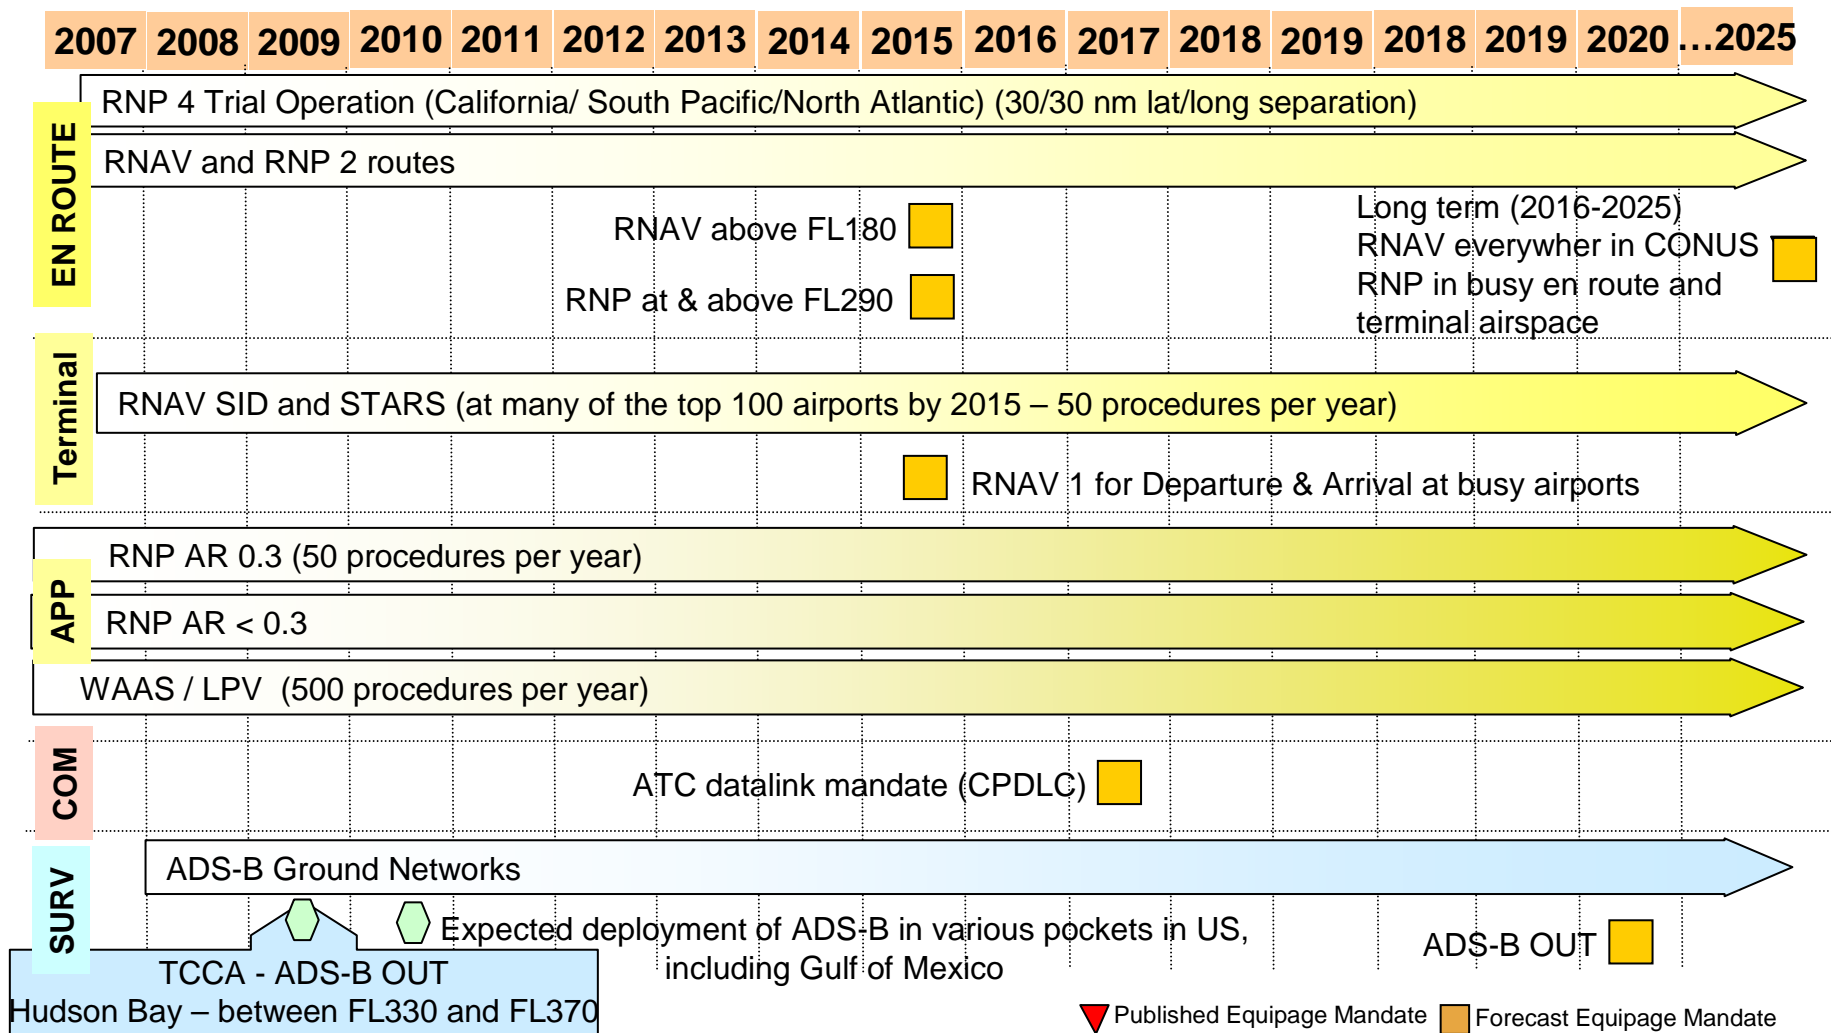 2007 2008 2009 2010 2011 2012 2013 2014 2015 2016 2017 2018 2019 2018 2019 2020 ...2025
EN ROUTE
RNP 4 Trial Operation (California/ South Pacific/North Atlantic) (30/30 nm lat/long separation)
RNAV and RNP 2 routes
RNAV above FL180
RNP at & above FL290
Long term (2016-2025)
RNAV everywher in CONUS
RNP in busy en route and
terminal airspace
Terminal
RNAV SID and STARS (at many of the top 100 airports by 2015 – 50 procedures per year)
RNAV 1 for Departure & Arrival at busy airports
APP
RNP AR 0.3 (50 procedures per year)
RNP AR < 0.3
WAAS / LPV (500 procedures per year)
COM
ATC datalink mandate (CPDLC)
SURV
ADS-B Ground Networks
Expected deployment of ADS-B in various pockets in US,
including Gulf of Mexico
ADS-B OUT
TCCA - ADS-B OUT
Hudson Bay – between FL330 and FL370
Published Equipage Mandate
Forecast Equipage Mandate